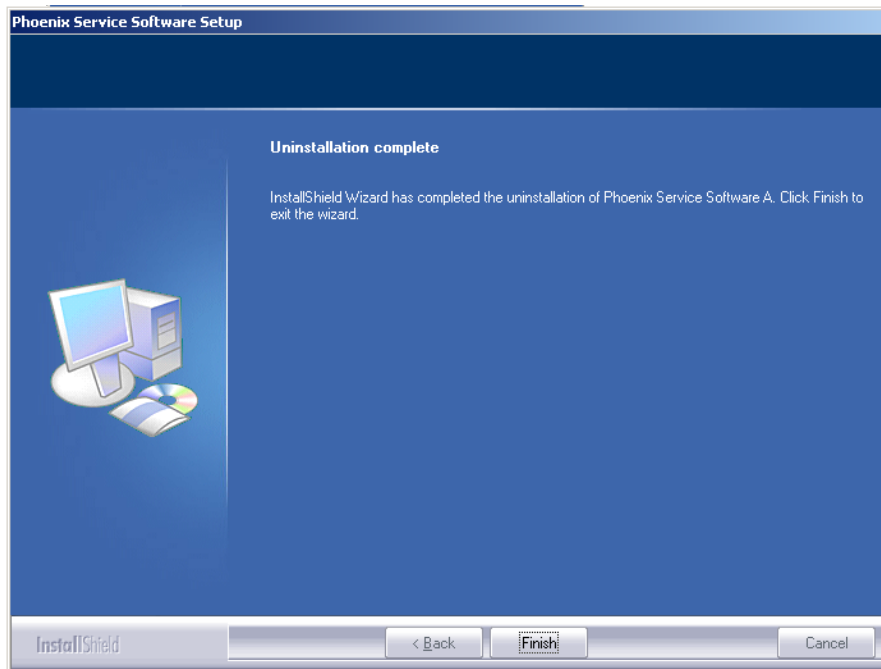 Phoenix Service Software Setup
Uninstallation complete
InstallShield Wizard has completed the uninstallation of Phoenix Service Software A. Click Finish to
exit the wizard.
InstallShield
< Back
Finish
Cancel